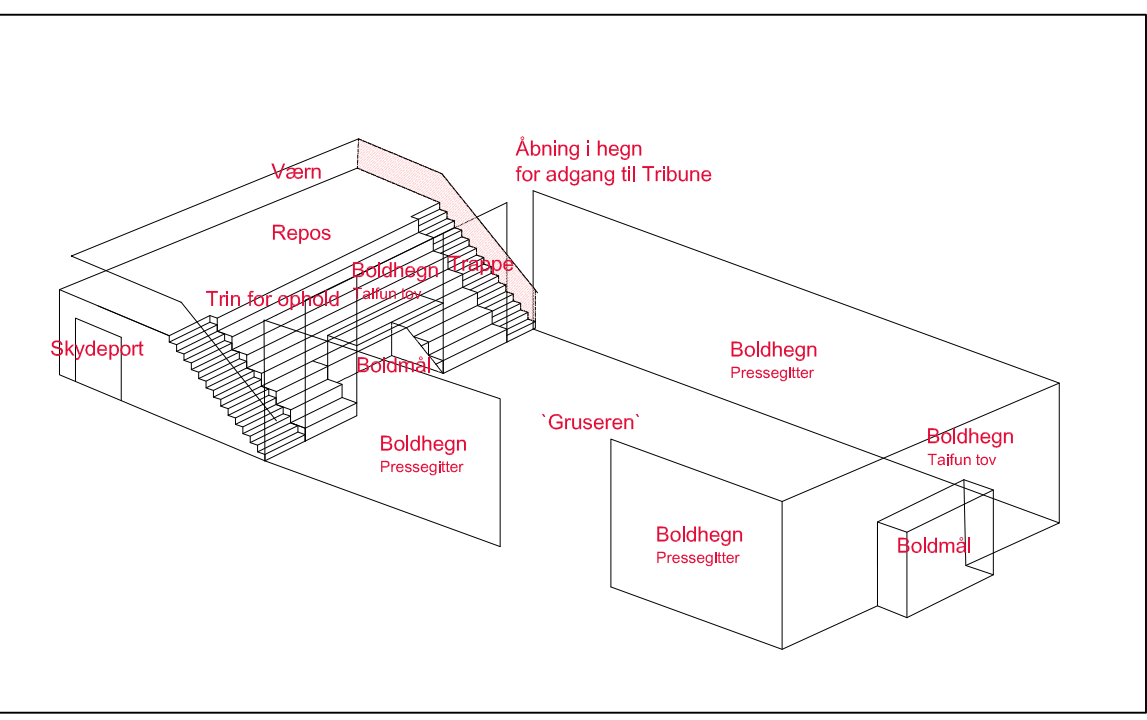 Åbning i hegn
for adgang til Tribune
Værn
Repos
Boldhegn
Taifun tov
Trappe
Trin for ophold
Skydeport
Boldmål
Boldhegn
Pressegitter
Boldhegn
Pressegitter
`Gruseren`
Boldhegn
Taifun tov
Boldhegn
Pressegitter
Boldmål